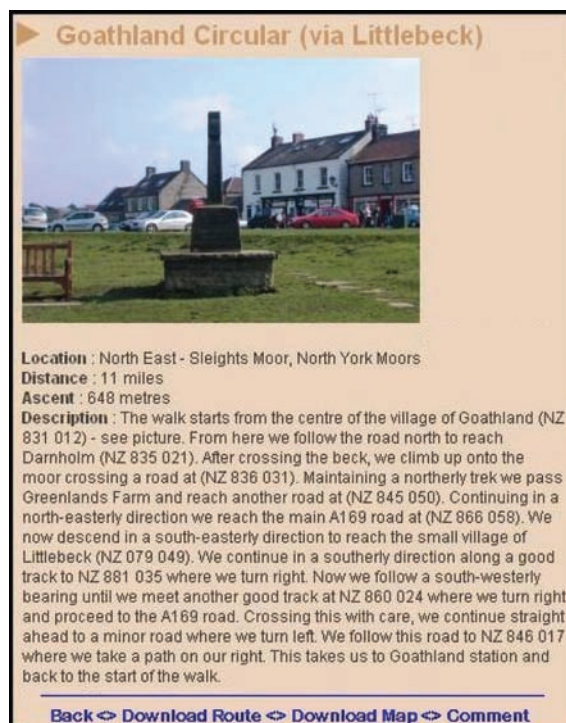 Goathland Circular (via Littlebeck)
Location : North East - Sleights Moor, North York Moors
Distance : 11 miles
Ascent : 648 metres
Description : The walk starts from the centre of the village of Goathland (NZ
831 012) - see picture. From here we follow the road north to reach
Darnholm (NZ 835 021). After crossing the beck, we climb up onto the
moor crossing a road at (NZ 836 031). Maintaining a northerly trek we pass
Greenlands Farm and reach another road at (NZ 845 050). Continuing in a
north-easterly direction we reach the main A169 road at (NZ 866 058). We
now descend in a south-easterly direction to reach the small village of
Littlebeck (NZ 079 049). We continue in a southerly direction along a good
track to NZ 881 035 where we turn right. Now we follow a south-westerly
bearing until we meet another good track at NZ 860 024 where we turn right
and proceed to the A169 road. Crossing this with care, we continue straight
ahead to a minor road where we turn left. We follow this road to NZ 846 017
where we take a path on our right. This takes us to Goathland station and
back to the start of the walk.
Back <> Download Route <> Download Map <> Comment